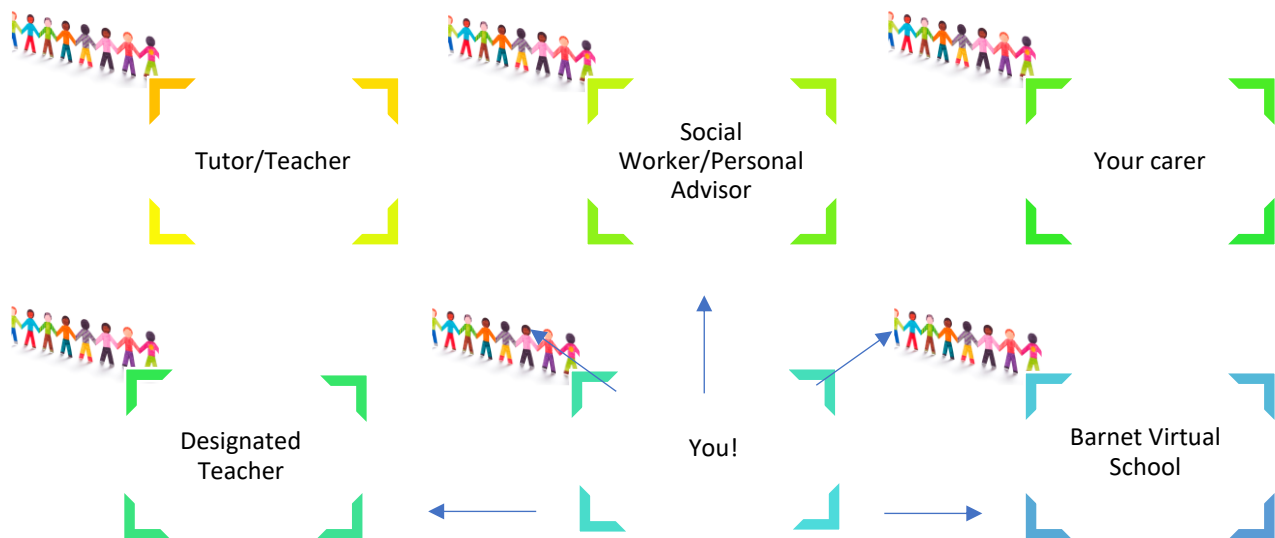 Tutor/Teacher
Social
Worker/Personal
Advisor
Your carer
Designated
Teacher
You!
Barnet Virtual
School